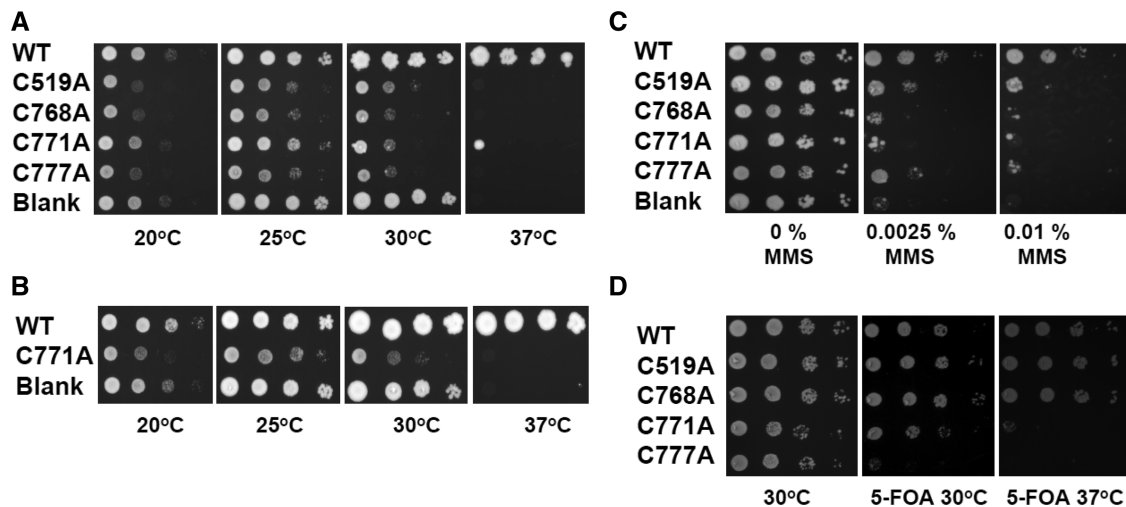 A
WT
C519A
C768A
C771A
C777A
Blank
20°C 25°C 30°C 37°C
B
WT
C771A
Blank
20°C 25°C 30°C 37°C
C
WT
C519A
C768A
C771A
C777A
Blank
0 % 0.0025 % 0.01 %
MMS MMS MMS
D
WT
C519A
C768A
C771A
C777A
30°C 5-FOA 30°C 5-FOA 37°C